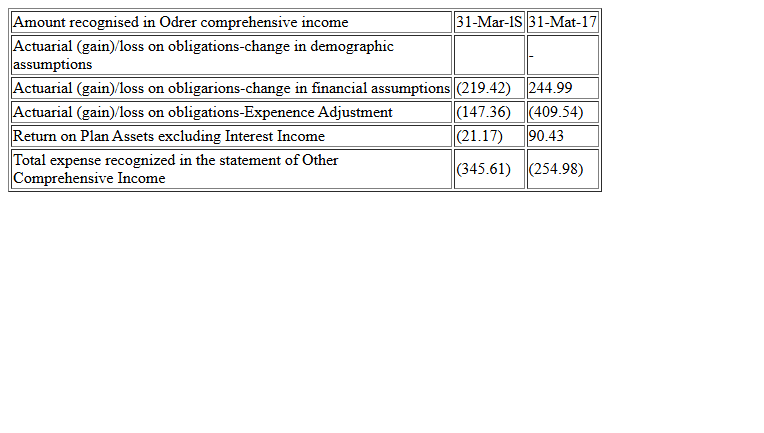 Amount recognised in Odrer comprehensive income 31-Mar-lS 31-Mat-17
Actuarial (gain)/loss on obligations-change in demographic
assumptions -
Actuarial (gain)/loss on obligarions-change in financial assumptions (219.42) 244.99
Actuarial (gain)/loss on obligations-Expenence Adjustment (147.36) (409.54)
Return on Plan Assets excluding Interest Income (21.17) 90.43
Total expense recognized in the statement of Other
Comprehensive Income (345.61) (254.98)